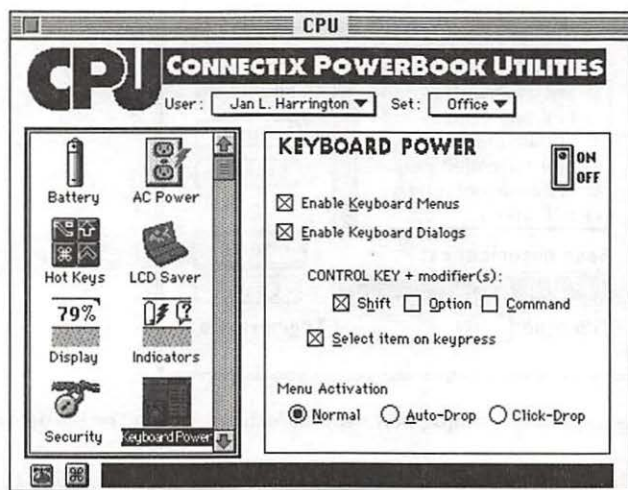 CPU
CPU CONNECTIX POWERBOOK UTILITIES
User: Jan L. Harrington Set: Office
Battery AC Power
Hot Keys LCD Saver
79%
Display Indicators
Security Keyboard Power
KEYBOARD POWER
ON
OFF
Enable Keyboard Menus
Enable Keyboard Dialogs
CONTROL KEY + modifier(s):
Shift Option Command
Select item on keypress
Menu Activation
Normal Auto-Drop Click-Drop